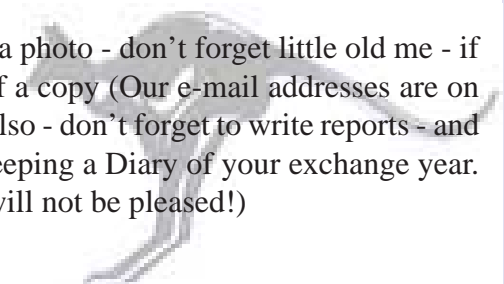 a photo - don’t forget little old me - if
f a copy (Our e-mail addresses are on
lso - don’t forget to write reports - and
eeping a Diary of your exchange year.
will not be pleased!)